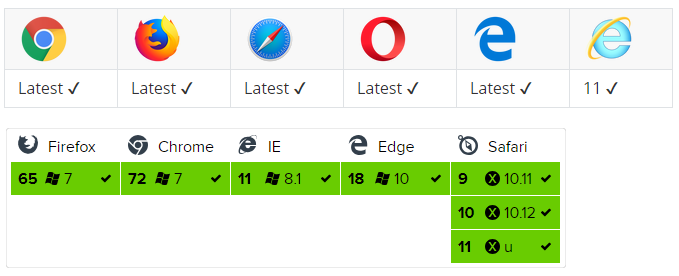 Latest ✓ Latest ✓ Latest ✓ Latest ✓ Latest ✓ 11 ✓
Firefox Chrome IE Edge Safari
65 7 ✓ 72 7 ✓ 11 8.1 ✓ 18 10 ✓ 9 X 10.11 ✓
10 X 10.12 ✓
11 X u ✓